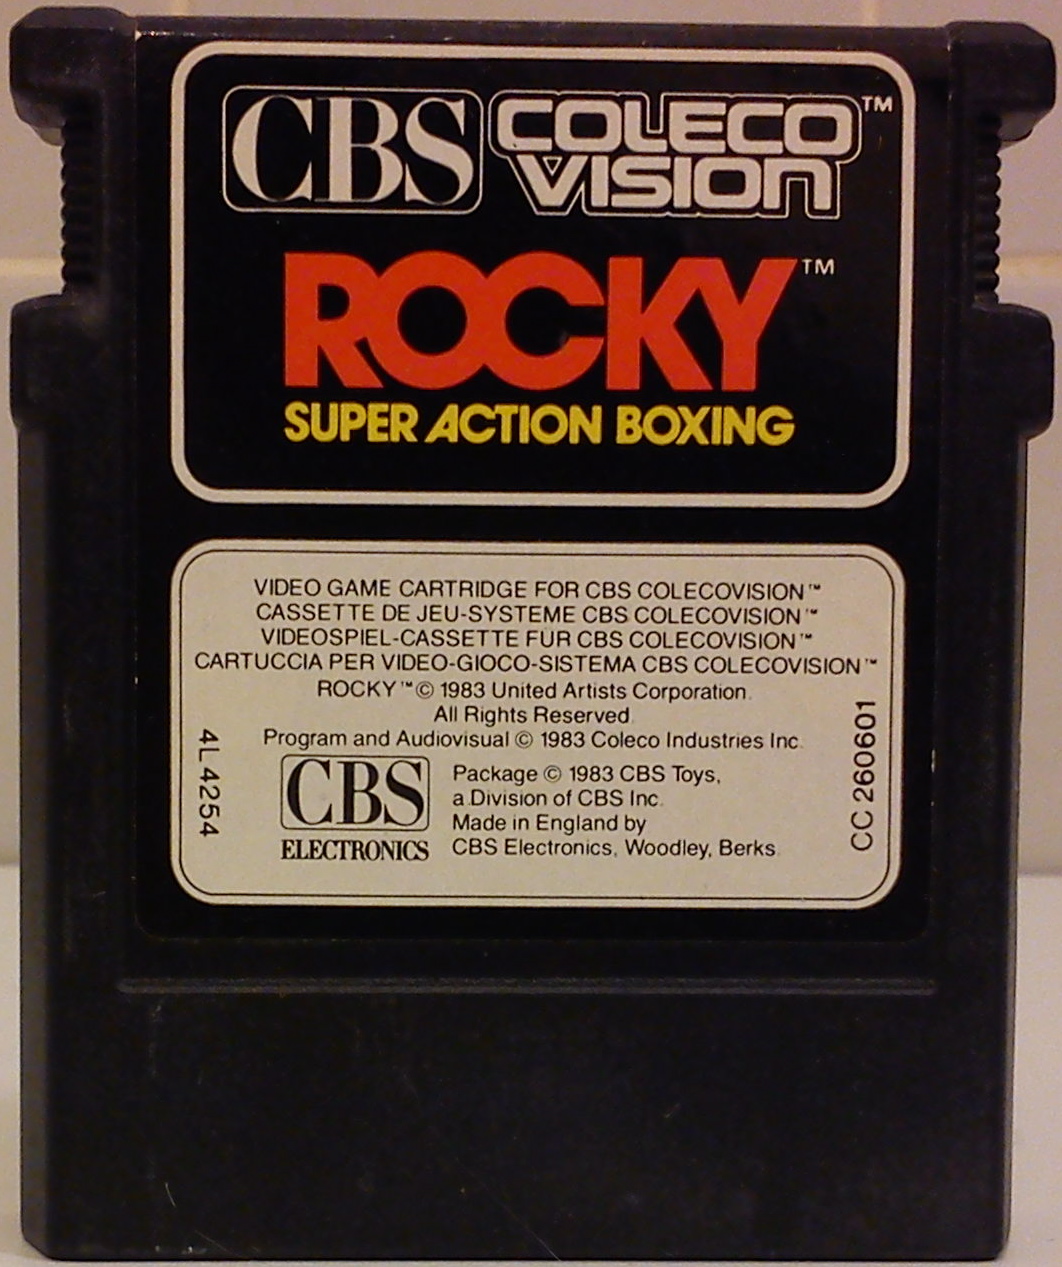 CBS COLECO VISION™
ROCKY™
SUPER ACTION BOXING
VIDEO GAME CARTRIDGE FOR CBS COLECOVISION™
CASSETTE DE JEU-SYSTEME CBS COLECOVISION™
VIDEOSPIEL-CASSETTE FUR CBS COLECOVISION™
CARTUCCIA PER VIDEO-GIOCO-SISTEMA CBS COLECOVISION™
ROCKY™© 1983 United Artists Corporation.
All Rights Reserved.
Program and Audiovisual © 1983 Coleco Industries Inc.
4L4254
CBS
ELECTRONICS
Package © 1983 CBS Toys,
a Division of CBS Inc.
Made in England by
CBS Electronics, Woodley, Berks.
CC 260601